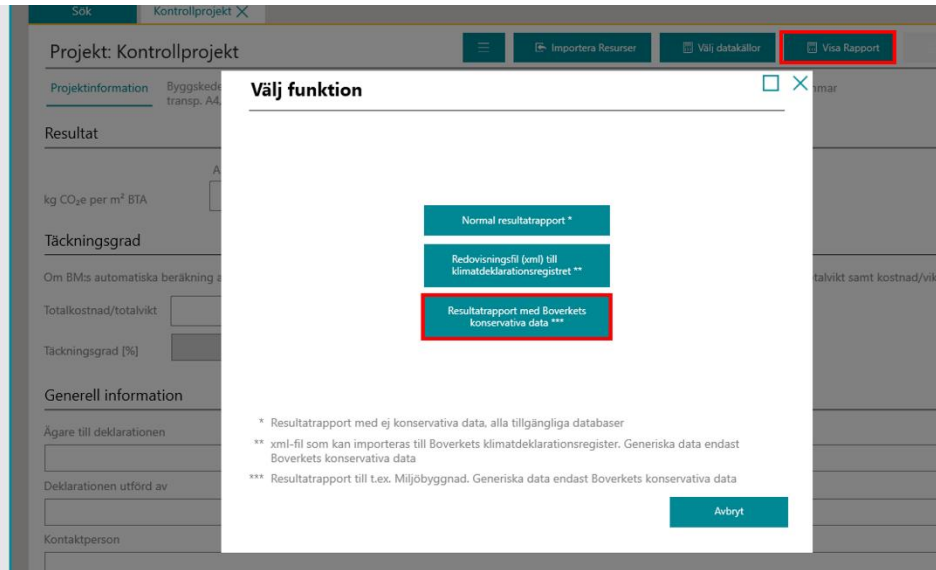 Sök
Kontrollprojekt
Projekt: Kontrollprojekt
Importera Resurser
Välj datakällor
Visa Rapport
Projektinformation
Byggskede
transp. A4,
Välj funktion
Resultat
kg CO₂e per m² BTA
Normal resultatrapport *
Täckningsgrad
Redovisningsfil (xml) till
klimatdeklarationsregistret **
Om BM:s automatiska beräkning
talvikt samt kostnad/vik
Totalkostnad/totalvikt
Resultatrapport med Boverkets
konservativa data ***
Täckningsgrad [%]
Generell information
* Resultatrapport med ej konservativa data, alla tillgängliga databaser
Ägare till deklarationen
** xml-fil som kan importeras till Boverkets klimatdeklarationsregister. Generiska data endast
Boverkets konservativa data
*** Resultatrapport till t.ex. Miljöbyggnad. Generiska data endast Boverkets konservativa data
Deklarationen utförd av
Avbryt
Kontaktperson